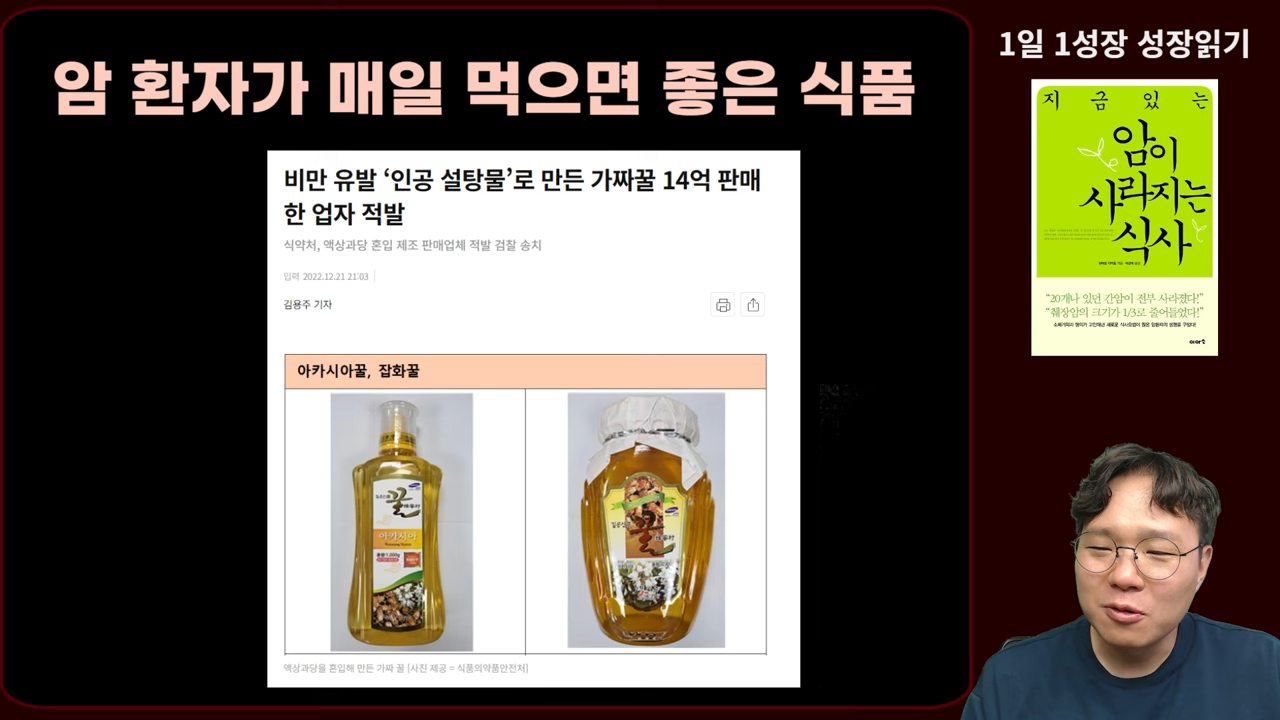 암 환자가 매일 먹으면 좋은 식품
1일 1성장 성장읽기
비만 유발 ‘인공 설탕물’로 만든 가짜꿀 14억 판매
한 업자 적발
식약처, 액상과당 혼입 제조 판매업체 적발 검찰 송치
입력 2022.12.21 21:03
김용주 기자
아카시아꿀, 잡화꿀
꿀
아카시아
꿀
액상과당을 혼입해 만든 가짜 꿀 [사진 제공 = 식품의약품안전처]
지금있는
암이
사라지는
식사
“20개나 있던 간암이 전부 사라졌다!”
“췌장암의 크기가 1/3로 줄어들었다!”